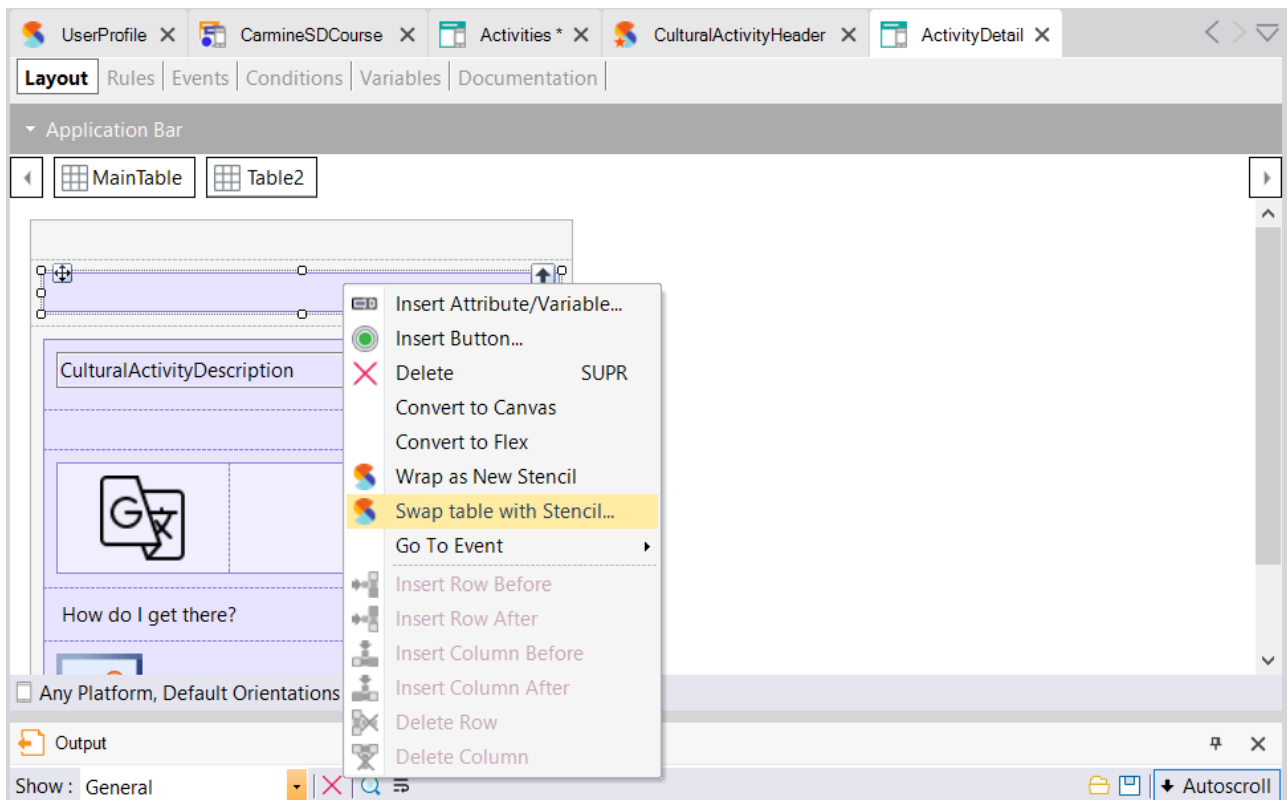 UserProfile CarmineSDCourse Activities * CulturalActivityHeader ActivityDetail
Layout Rules Events Conditions Variables Documentation
Application Bar
MainTable Table2
Insert Attribute/Variable...
Insert Button...
CulturalActivityDescription
Delete SUPR
Convert to Canvas
Convert to Flex
Wrap as New Stencil
Swap table with Stencil...
G
Go To Event
Insert Row Before
How do I get there?
Insert Row After
Insert Column Before
Insert Column After
Any Platform, Default Orientations
Delete Row
Output
Delete Column
Show : General Autoscroll